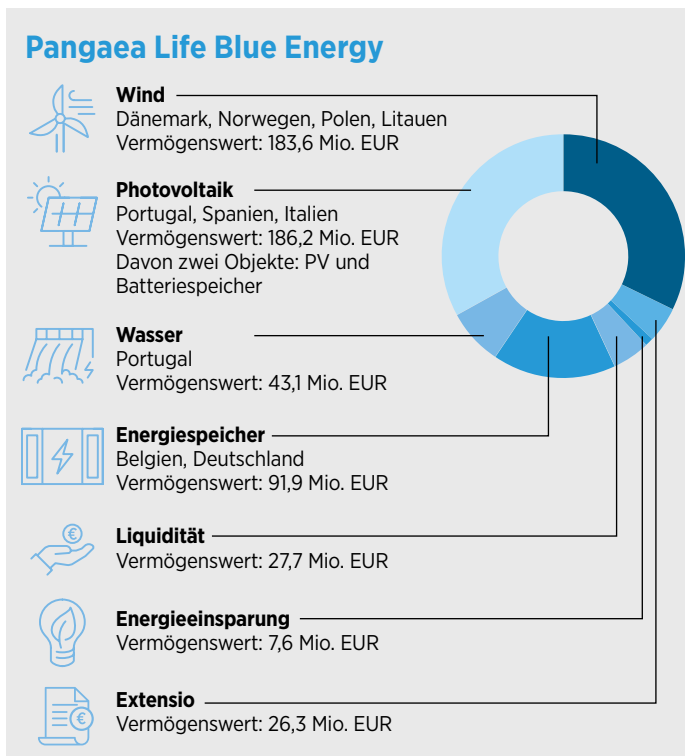 Pangaea Life Blue Energy
Wind
Dänemark, Norwegen, Polen, Litauen
Vermögenswert: 183,6 Mio. EUR
Photovoltaik
Portugal, Spanien, Italien
Vermögenswert: 186,2 Mio. EUR
Davon zwei Objekte: PV und
Batteriespeicher
Wasser
Portugal
Vermögenswert: 43,1 Mio. EUR
Energiespeicher
Belgien, Deutschland
Vermögenswert: 91,9 Mio. EUR
€
Liquidität
Vermögenswert: 27,7 Mio. EUR
Energieeinsparung
Vermögenswert: 7,6 Mio. EUR
€
Extensio
Vermögenswert: 26,3 Mio. EUR